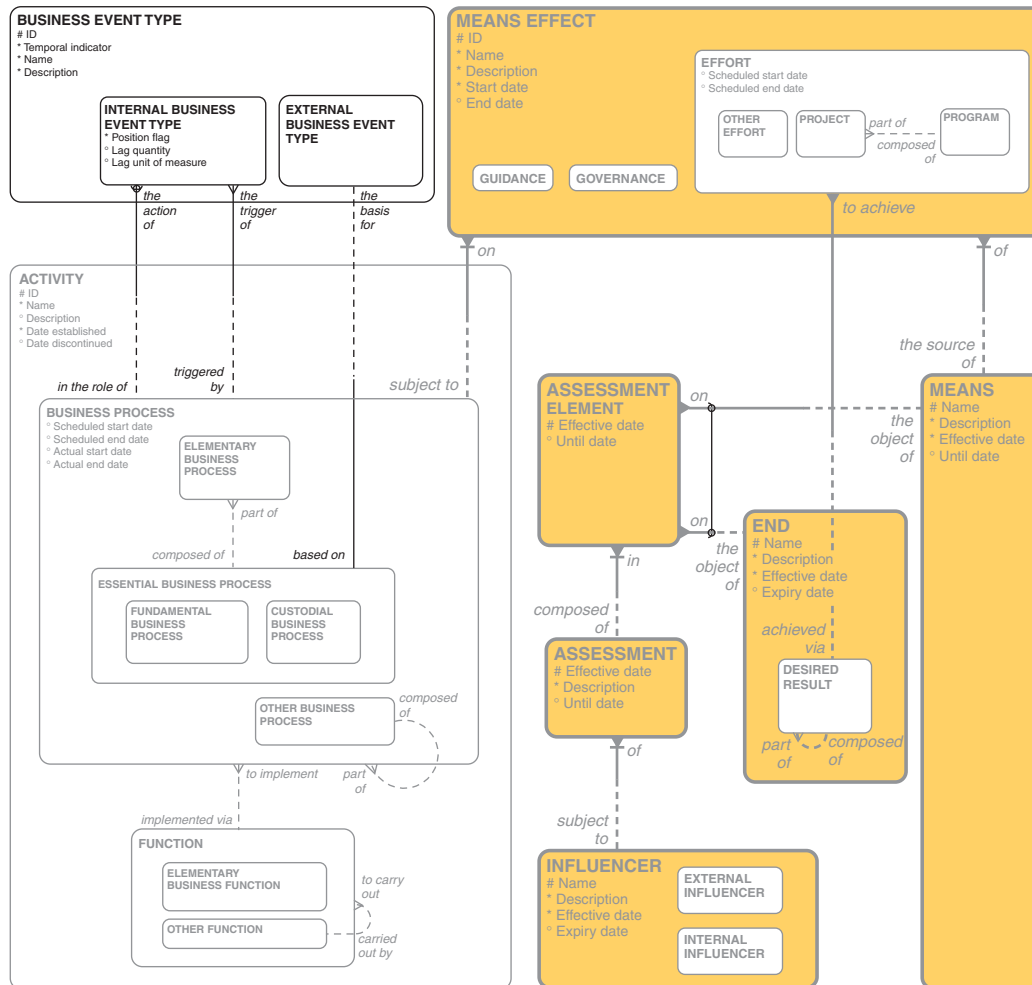 BUSINESS EVENT TYPE
# ID
* Temporal indicator
* Name
* Description
INTERNAL BUSINESS
EVENT TYPE
* Position flag
° Lag quantity
° Lag unit of measure
EXTERNAL
BUSINESS EVENT
TYPE
the
action
of
the
trigger
of
the
basis
for
MEANS EFFECT
# ID
* Name
* Description
* Start date
° End date
EFFORT
° Scheduled start date
° Scheduled end date
OTHER
EFFORT
PROJECT
part of
composed
of
PROGRAM
GUIDANCE
GOVERNANCE
to achieve
on
of
ACTIVITY
# ID
* Name
° Description
* Date established
° Date discontinued
in the role of
triggered
by
subject to
the source
of
BUSINESS PROCESS
° Scheduled start date
° Scheduled end date
° Actual start date
° Actual end date
ELEMENTARY
BUSINESS
PROCESS
part of
composed of
based on
ESSENTIAL BUSINESS PROCESS
FUNDAMENTAL
BUSINESS
PROCESS
CUSTODIAL
BUSINESS
PROCESS
OTHER BUSINESS
PROCESS
composed
of
part
of
to implement
implemented via
FUNCTION
ELEMENTARY
BUSINESS FUNCTION
OTHER FUNCTION
to carry
out
carried
out by
ASSESSMENT
ELEMENT
# Effective date
° Until date
on
the
object
of
on
the
object
of
in
composed
of
MEANS
# Name
* Description
* Effective date
° Until date
END
# Name
* Description
* Effective date
° Expiry date
achieved
via
DESIRED
RESULT
part
of
composed
of
ASSESSMENT
# Effective date
* Description
° Until date
of
subject
to
INFLUENCER
# Name
* Description
* Effective date
° Expiry date
EXTERNAL
INFLUENCER
INTERNAL
INFLUENCER